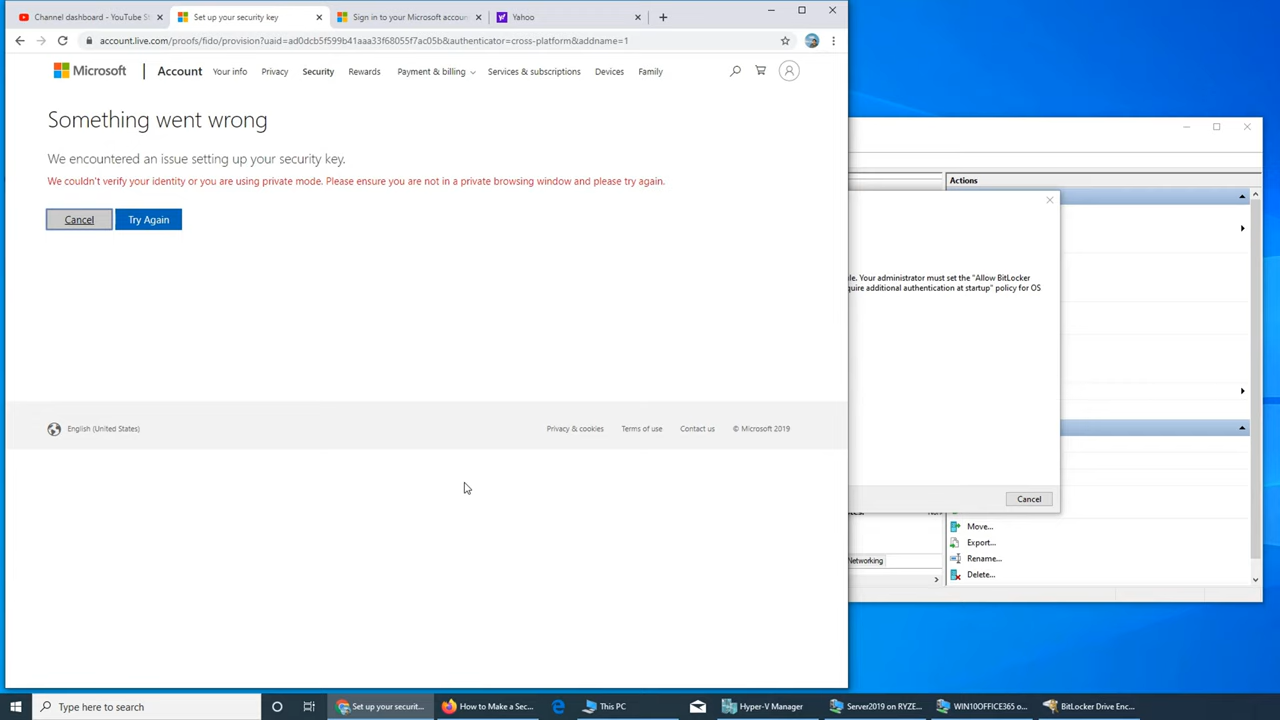 Channel dashboard - YouTube St
Set up your security key
Sign in to your Microsoft accoun
Yahoo
account.live.com/proofs/fido/provision?uaid=ad0dcb5f599b41aaa33f68055f7ac05b&authenticator=cross-platform&addname=1
Microsoft
Account
Your info
Privacy
Security
Rewards
Payment & billing
Services & subscriptions
Devices
Family
Something went wrong
We encountered an issue setting up your security key.
We couldn't verify your identity or you are using private mode. Please ensure you are not in a private browsing window and please try again.
Cancel
Try Again
English (United States)
Privacy & cookies
Terms of use
Contact us
© Microsoft 2019
Actions
le. Your administrator must set the "Allow BitLocker
quire additional authentication at startup" policy for OS
Cancel
Networking
Move...
Export...
Rename...
Delete...
Type here to search
Set up your securit...
How to Make a Sec...
This PC
Hyper-V Manager
Server2019 on RYZE...
WIN10OFFICE365 o...
BitLocker Drive Enc...